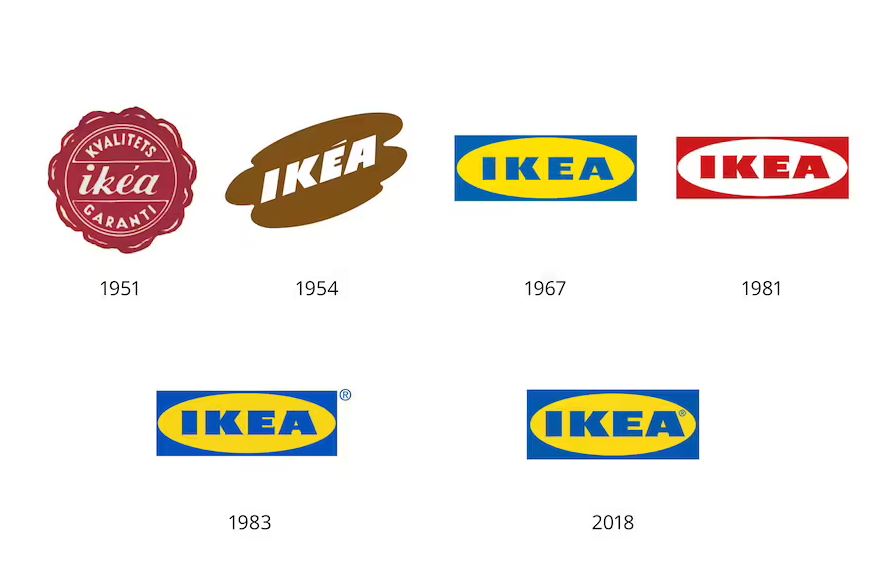 KVALITETS
ikéa
GARANTI
IKÉA
IKEA
IKEA
1951
1954
1967
1981
IKEA®
IKEA®
1983
2018